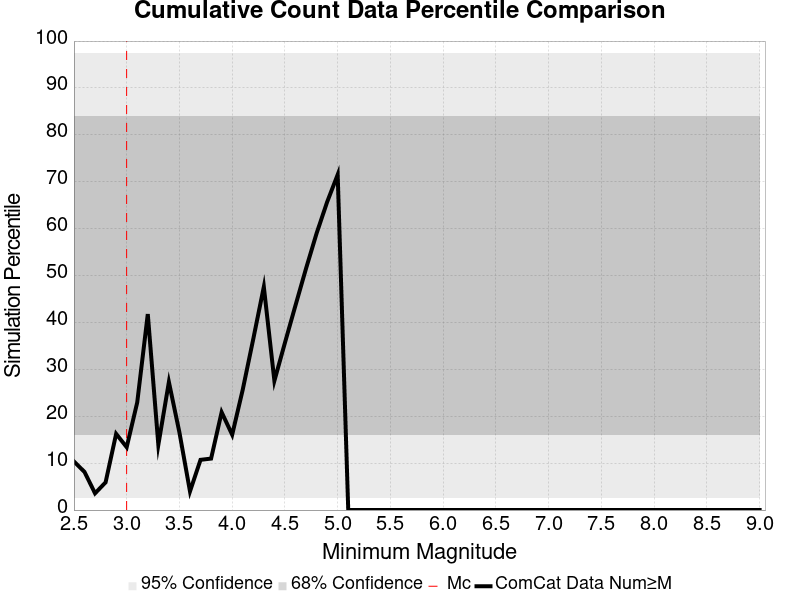 Cumulative Count Data Percentile Comparison
Simulation Percentile
100
90
80
70
60
50
40
30
20
10
0
2.5 3.0 3.5 4.0 4.5 5.0 5.5 6.0 6.5 7.0 7.5 8.0 8.5 9.0
Minimum Magnitude
95% Confidence 68% Confidence Mc ComCat Data Num≥M